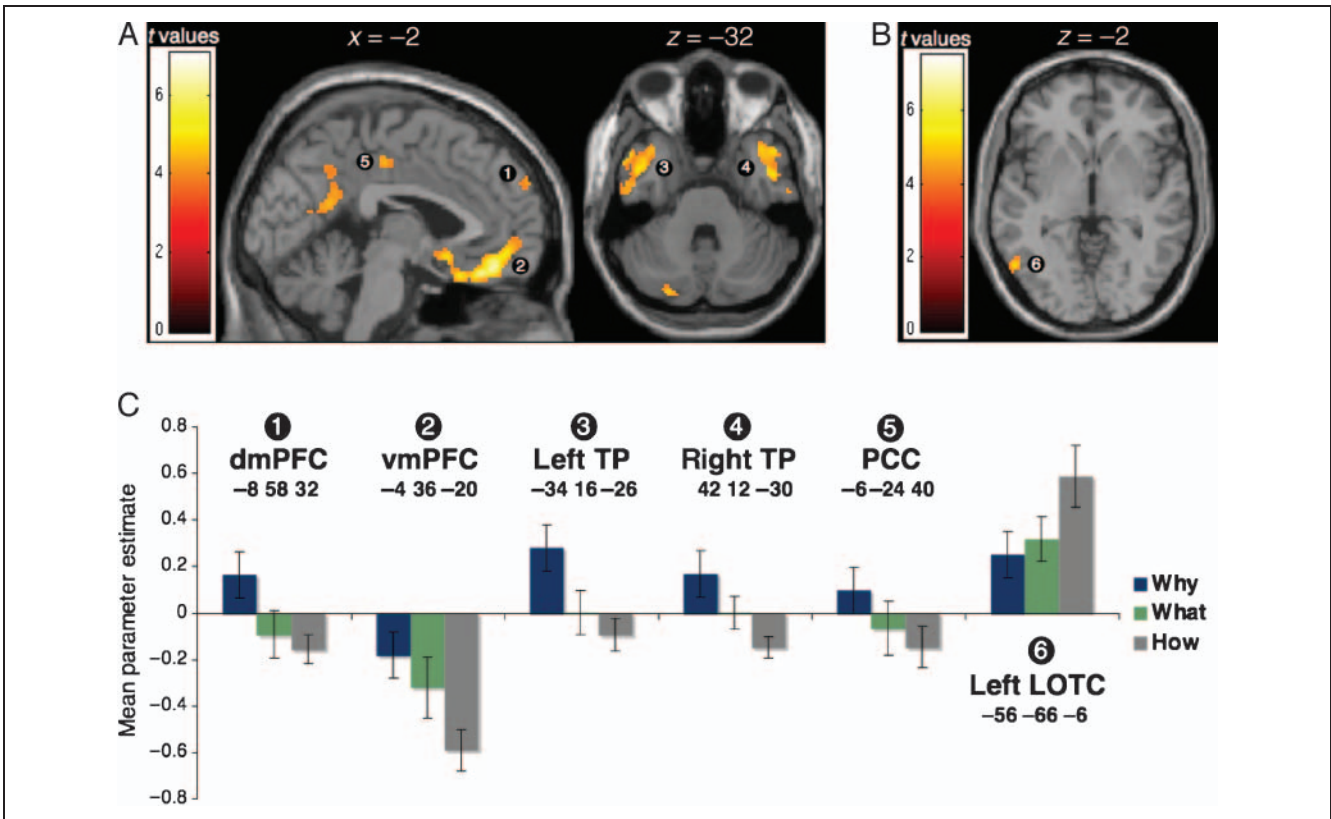 A
t values
x = −2
z = −32
6
4
2
0
5
1
2
3
4
B
t values
z = −2
6
4
2
0
6
C
Mean parameter estimate
0.8
0.6
0.4
0.2
0
−0.2
−0.4
−0.6
−0.8
1
dmPFC
−8 58 32
2
vmPFC
−4 36 −20
3
Left TP
−34 16 −26
4
Right TP
42 12 −30
5
PCC
−6 −24 40
6
Left LOTC
−56 −66 −6
Why
What
How